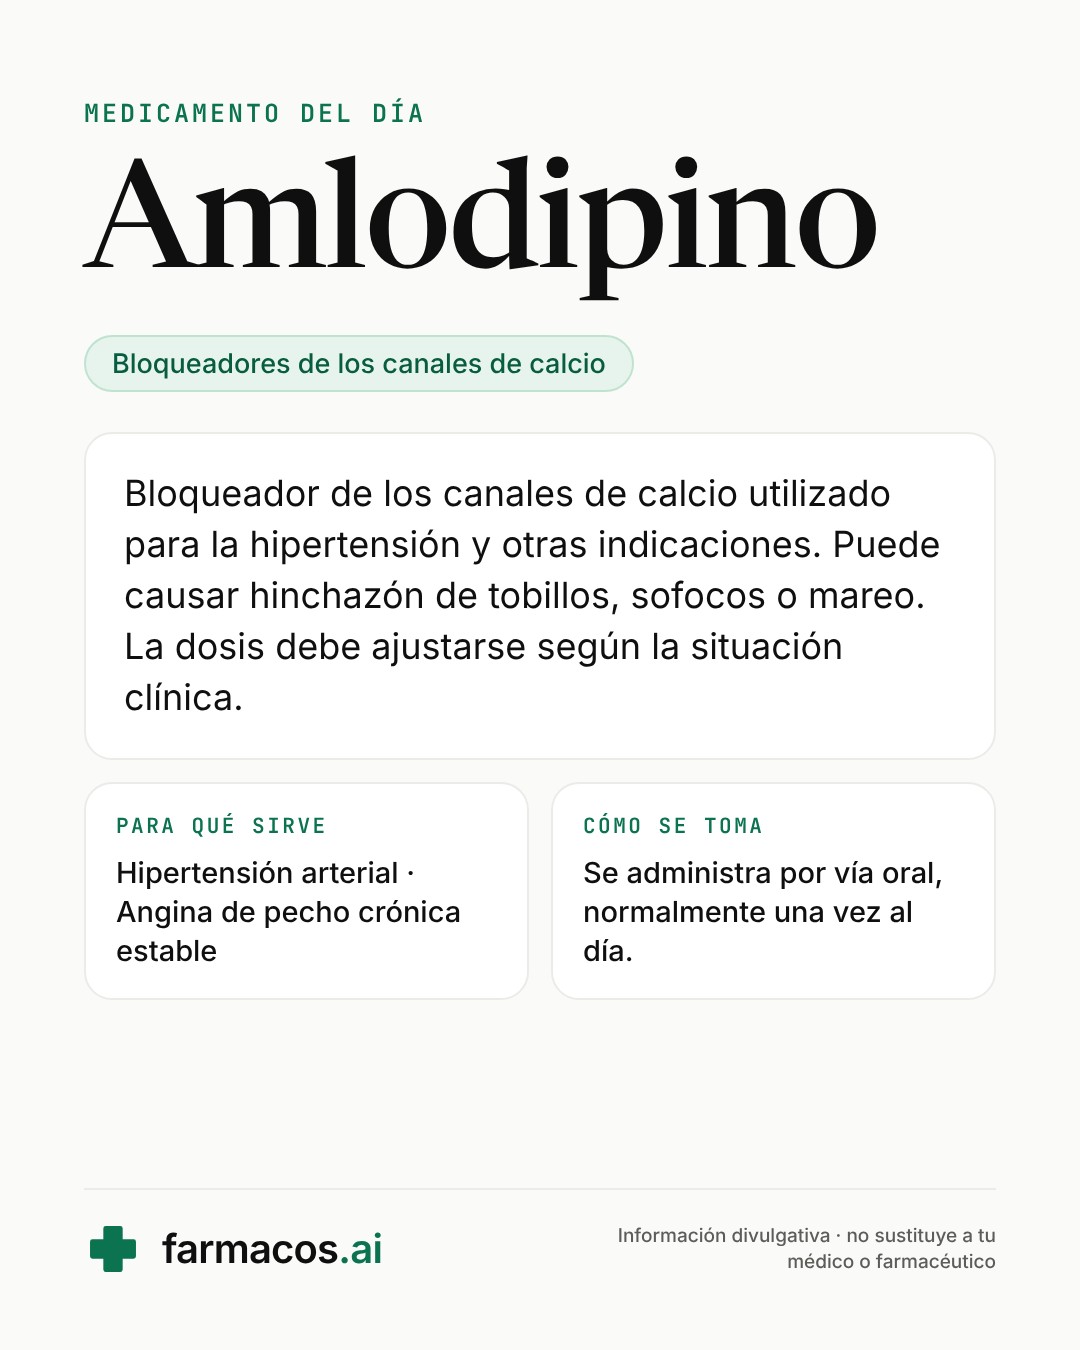 MEDICAMENTO DEL DÍA
Amlodipino
Bloqueadores de los canales de calcio
Bloqueador de los canales de calcio utilizado
para la hipertensión y otras indicaciones. Puede
causar hinchazón de tobillos, sofocos o mareo.
La dosis debe ajustarse según la situación
clínica.
PARA QUÉ SIRVE
Hipertensión arterial ·
Angina de pecho crónica
estable
CÓMO SE TOMA
Se administra por vía oral,
normalmente una vez al
día.
farmacos.ai
Información divulgativa · no sustituye a tu
médico o farmacéutico